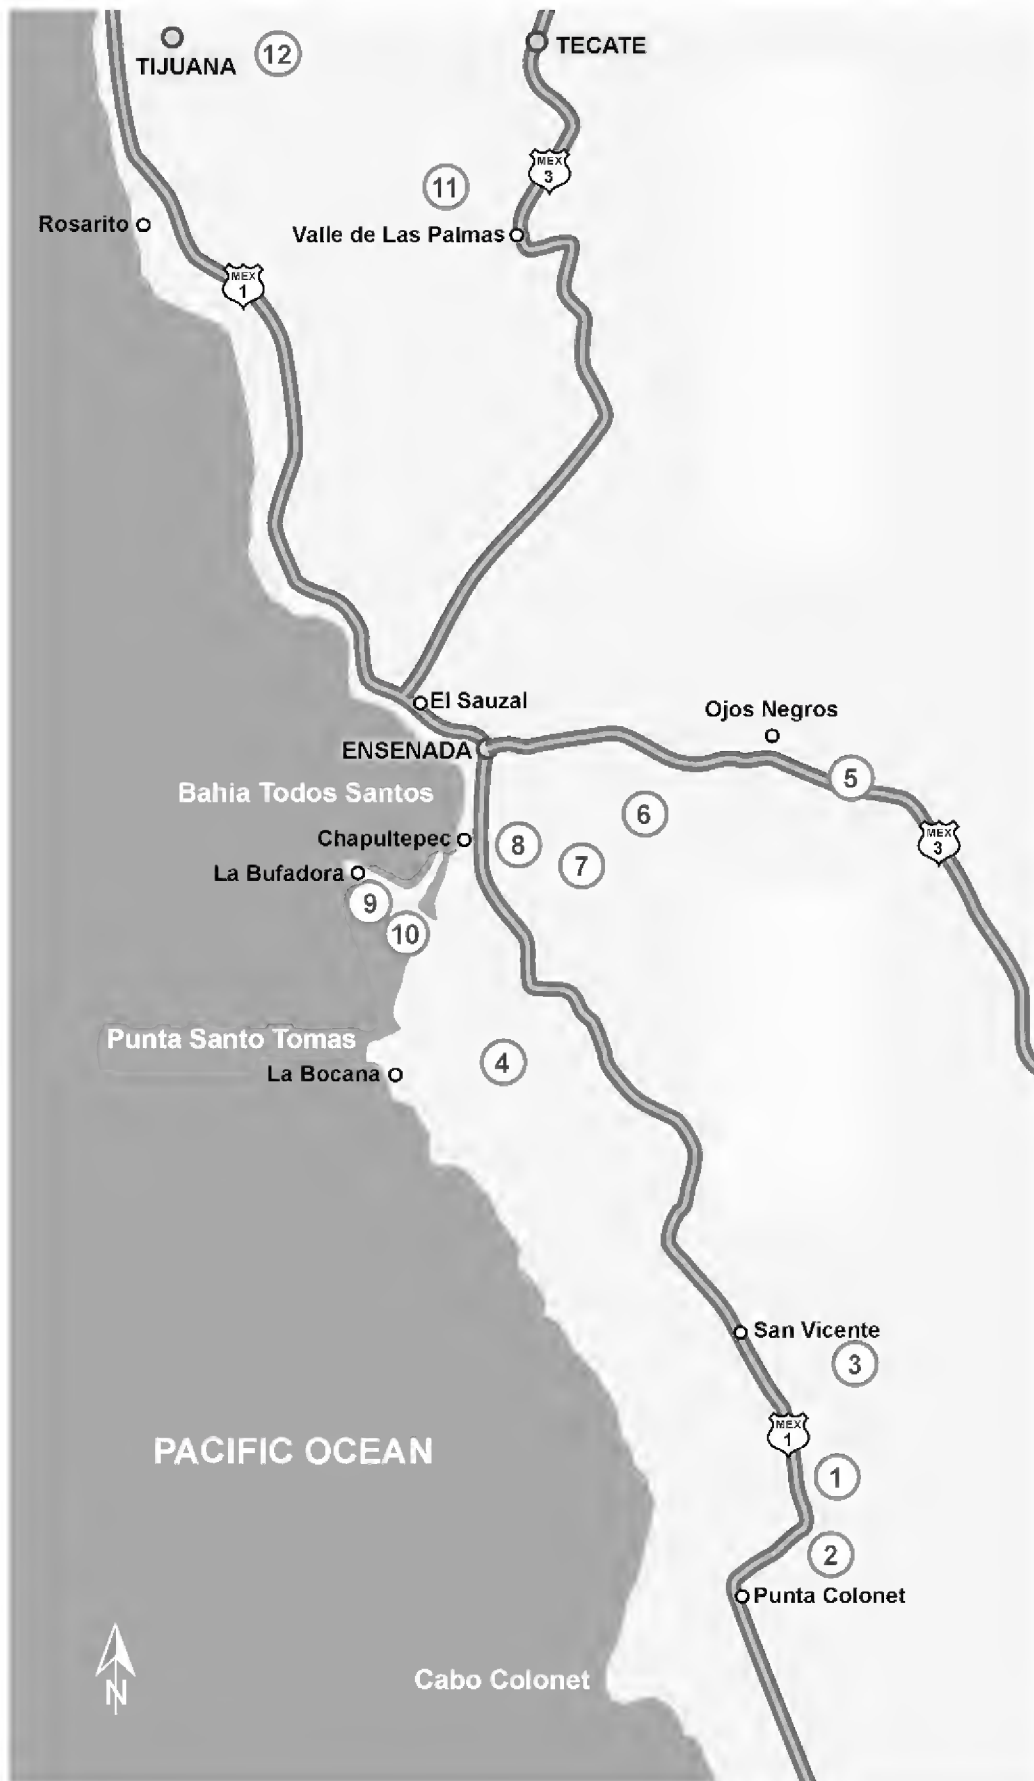 TECATE
TIJUANA
12
MEX
3
11
Rosarito
Valle de Las Palmas
MEX
1
El Sauzal
Ojos Negros
ENSENADA
5
Bahia Todos Santos
6
MEX
3
Chapultepec
8
7
La Bufadora
9
10
Punta Santo Tomas
4
La Bocana
San Vicente
3
MEX
1
PACIFIC OCEAN
1
2
Punta Colonet
Cabo Colonet
N